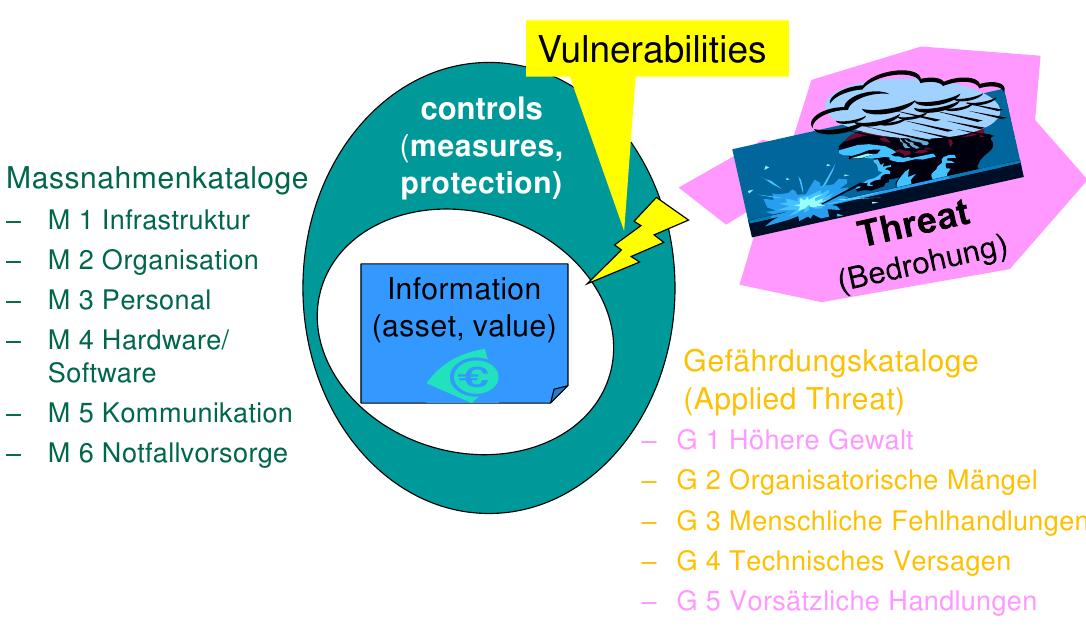 Vulnerabilities
controls
(measures,
protection)
Massnahmenkataloge
– M 1 Infrastruktur
– M 2 Organisation
– M 3 Personal
– M 4 Hardware/
Software
– M 5 Kommunikation
– M 6 Notfallvorsorge
Information
(asset, value)
€
Threat
(Bedrohung)
Gefährdungskataloge
(Applied Threat)
– G 1 Höhere Gewalt
– G 2 Organisatorische Mängel
– G 3 Menschliche Fehlhandlungen
– G 4 Technisches Versagen
– G 5 Vorsätzliche Handlungen